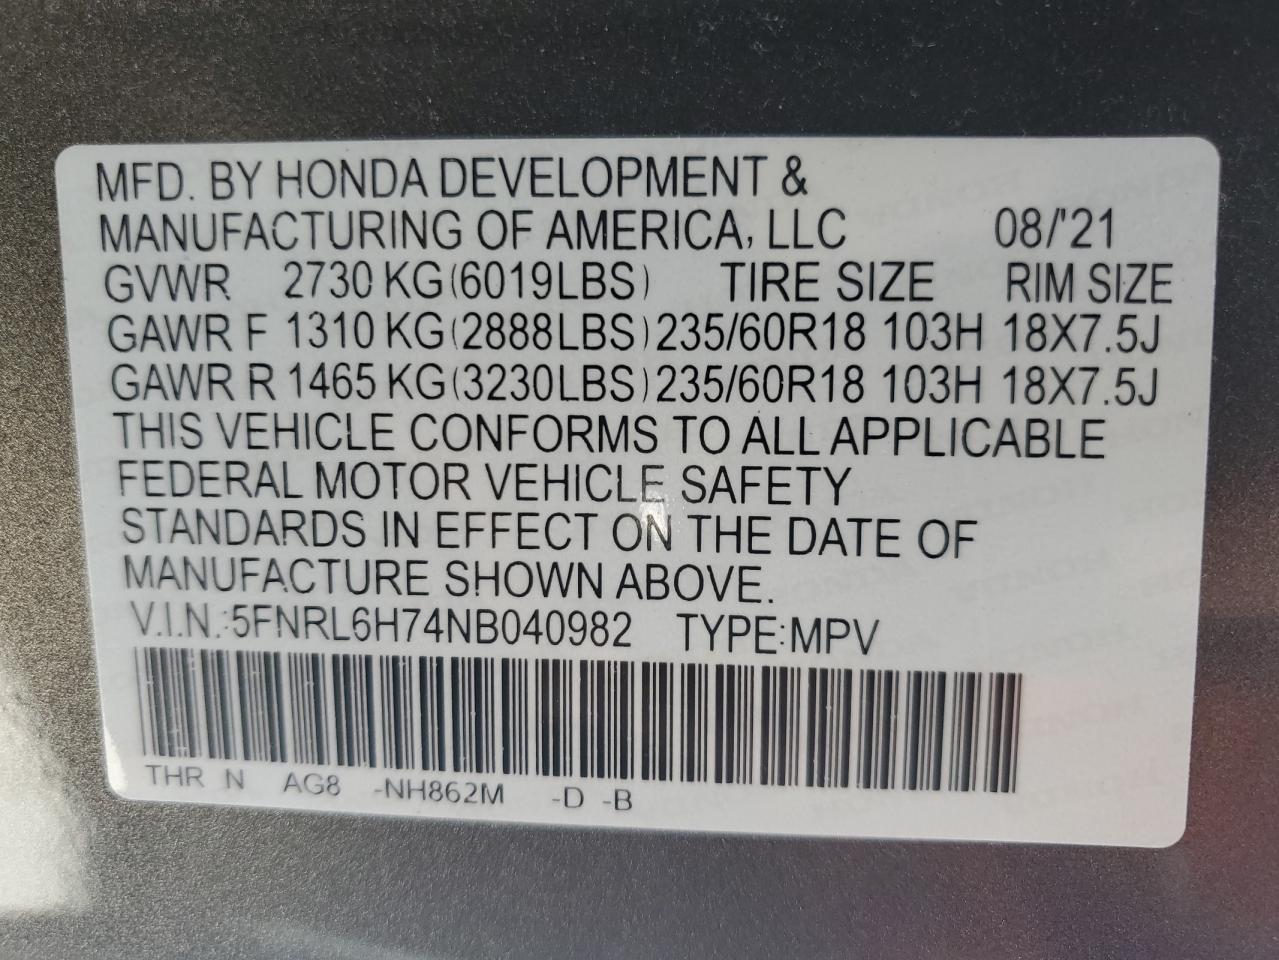 MFD. BY HONDA DEVELOPMENT &
MANUFACTURING OF AMERICA, LLC 08/'21
GVWR 2730 KG(6019LBS) TIRE SIZE RIM SIZE
GAWR F 1310 KG(2888LBS)235/60R18 103H 18X7.5J
GAWR R 1465 KG(3230LBS)235/60R18 103H 18X7.5J
THIS VEHICLE CONFORMS TO ALL APPLICABLE
FEDERAL MOTOR VEHICLE SAFETY
STANDARDS IN EFFECT ON THE DATE OF
MANUFACTURE SHOWN ABOVE.
V.I.N.:5FNRL6H74NB040982 TYPE:MPV
THR N AG8 -NH862M -D -B